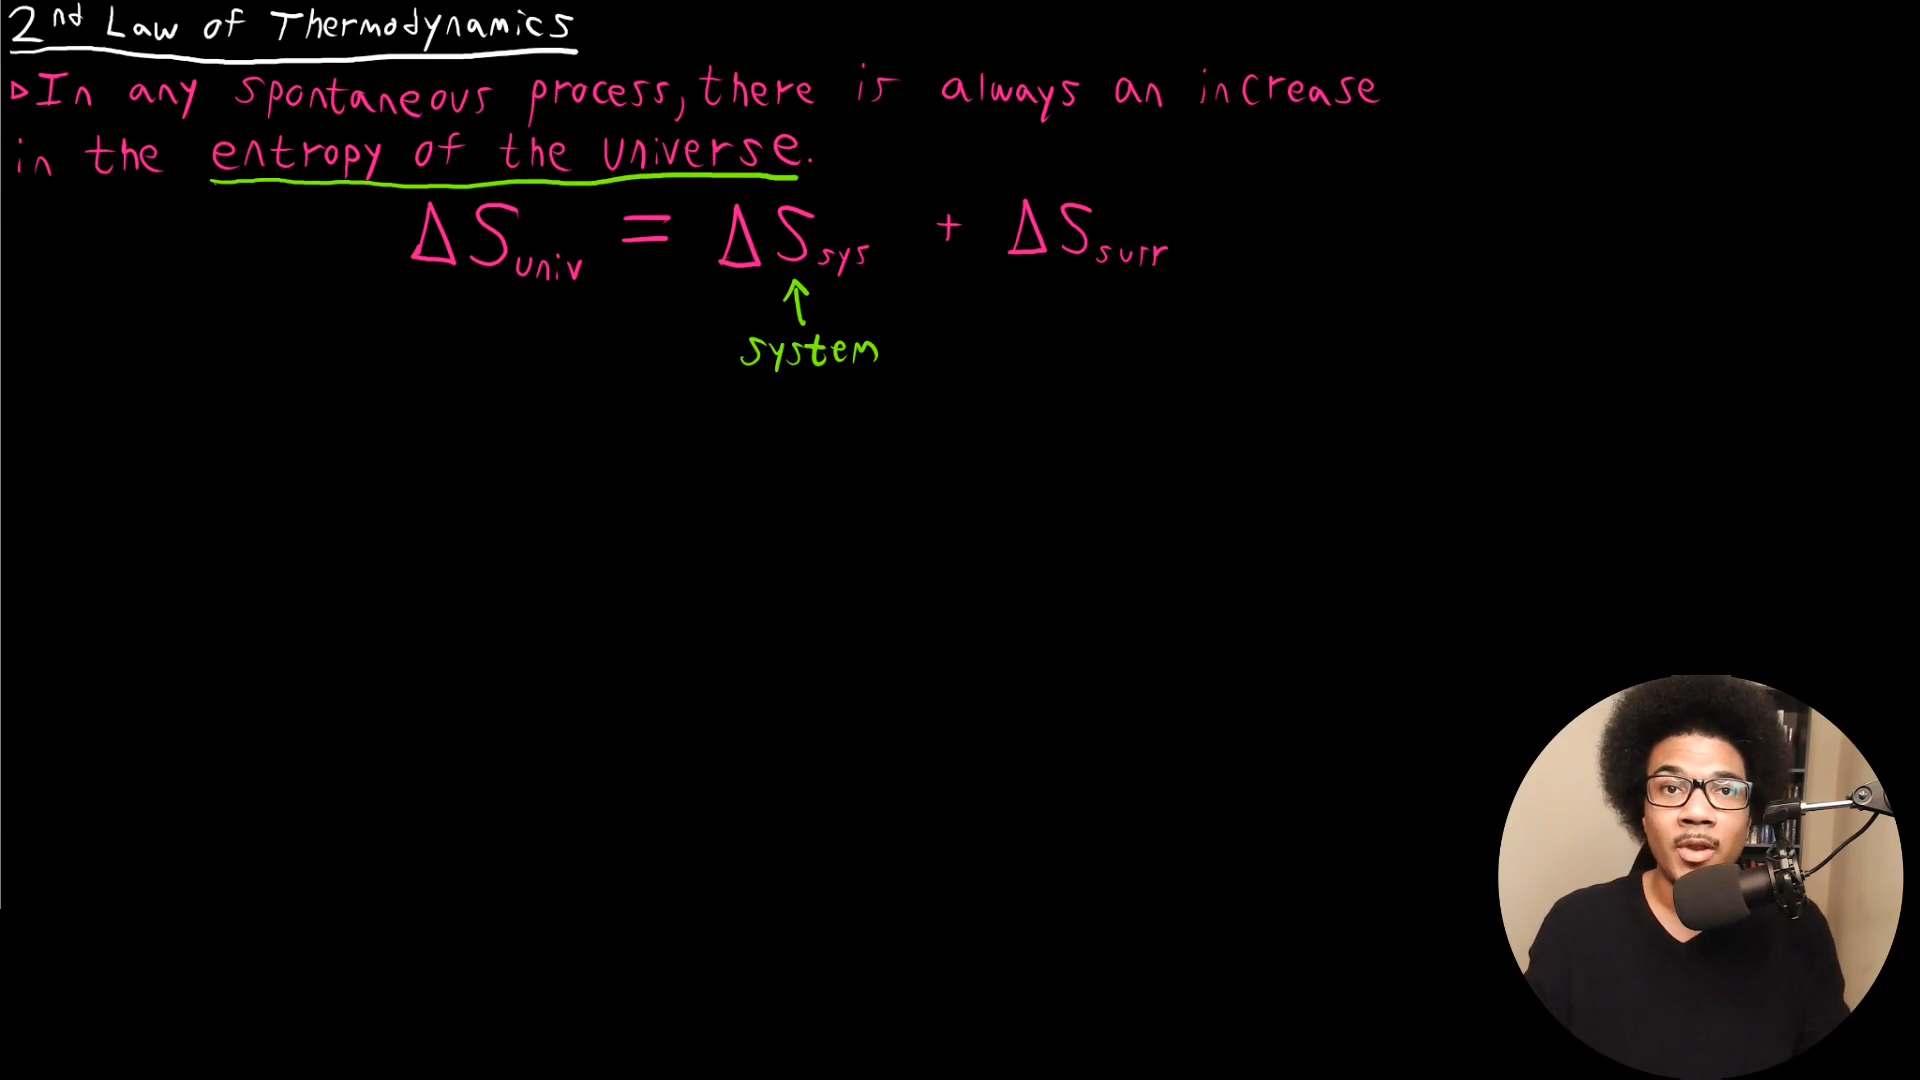 2nd Law of Thermodynamics
▹In any spontaneous process, there is always an increase
in the entropy of the universe.
ΔSuniv = ΔSsys + ΔSsurr
↑
system